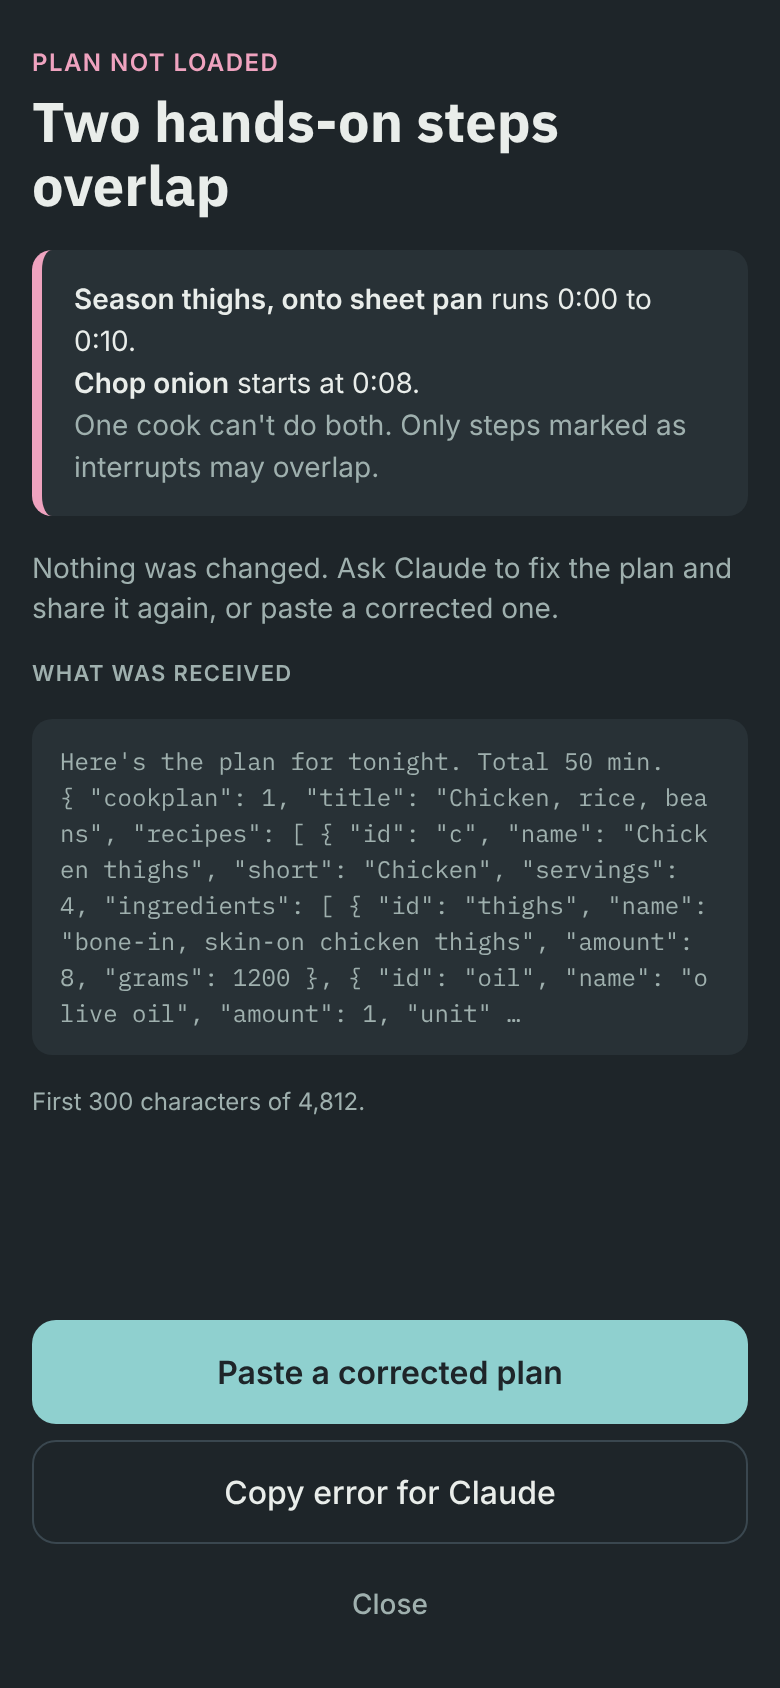 PLAN NOT LOADED
Two hands-on steps
overlap
Season thighs, onto sheet pan runs 0:00 to
0:10.
Chop onion starts at 0:08.
One cook can't do both. Only steps marked as
interrupts may overlap.
Nothing was changed. Ask Claude to fix the plan and
share it again, or paste a corrected one.
WHAT WAS RECEIVED
Here's the plan for tonight. Total 50 min.
{ "cookplan": 1, "title": "Chicken, rice, bea
ns", "recipes": [ { "id": "c", "name": "Chick
en thighs", "short": "Chicken", "servings":
4, "ingredients": [ { "id": "thighs", "name":
"bone-in, skin-on chicken thighs", "amount":
8, "grams": 1200 }, { "id": "oil", "name": "o
live oil", "amount": 1, "unit" …
First 300 characters of 4,812.
Paste a corrected plan
Copy error for Claude
Close